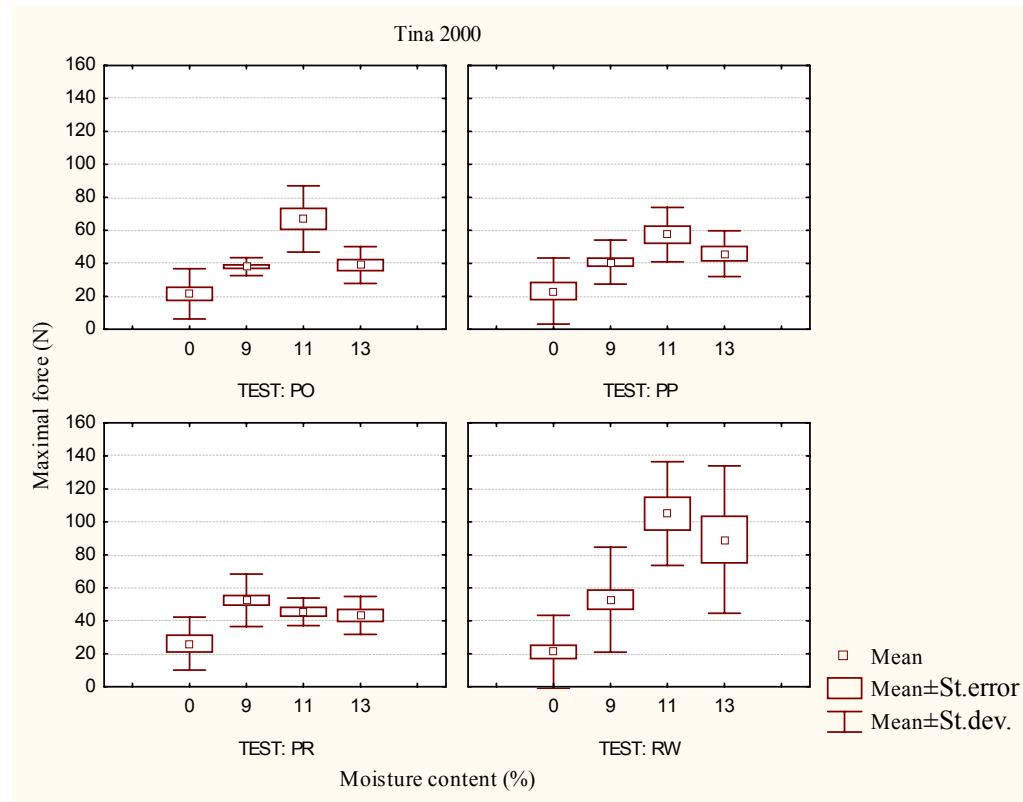 Tina 2000
Maximal force (N)
160
140
120
100
80
60
40
20
0
0 9 11 13
TEST: PO
0 9 11 13
TEST: PP
160
140
120
100
80
60
40
20
0
0 9 11 13
TEST: PR
0 9 11 13
TEST: RW
Moisture content (%)
Mean
Mean±St.error
Mean±St.dev.